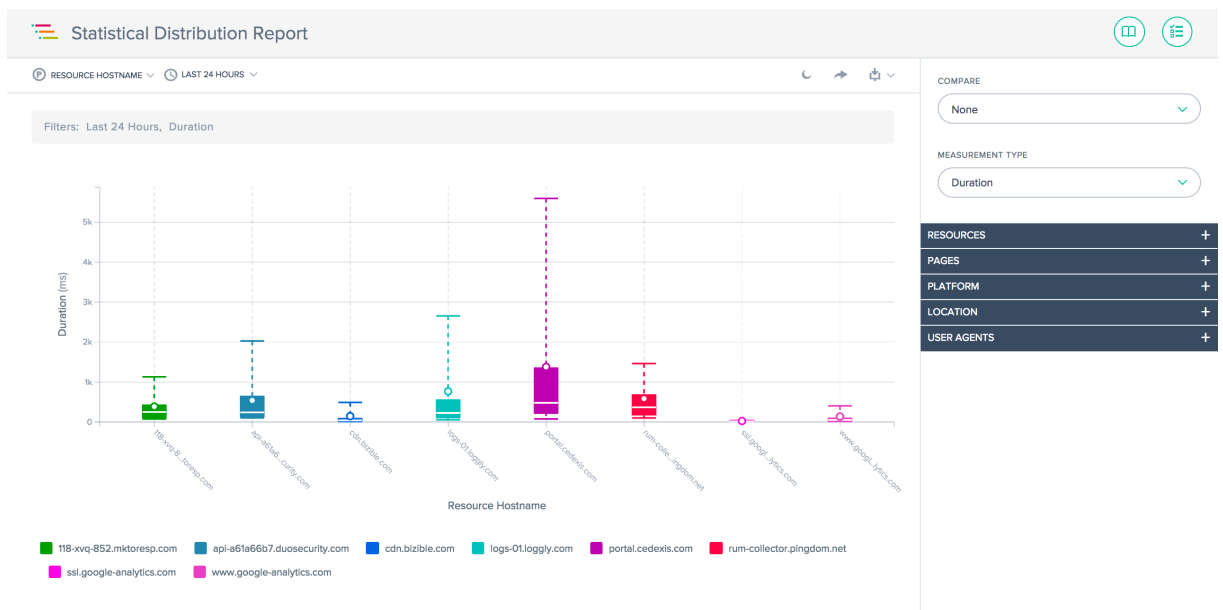 Statistical Distribution Report
P RESOURCE HOSTNAME LAST 24 HOURS
Filters: Last 24 Hours, Duration
5k
4k
3k
2k
1k
0
Duration (ms)
118-xvq-8...toresp.com
api-a61a6...curity.com
cdn.bizible.com
logs-01.loggly.com
portal.cedexis.com
rum-colle...ingdom.net
ssl.googl...lytics.com
www.googl...lytics.com
Resource Hostname
118-xvq-852.mktoresp.com api-a61a66b7.duosecurity.com cdn.bizible.com logs-01.loggly.com portal.cedexis.com rum-collector.pingdom.net
ssl.google-analytics.com www.google-analytics.com
COMPARE
None
MEASUREMENT TYPE
Duration
RESOURCES +
PAGES +
PLATFORM +
LOCATION +
USER AGENTS +